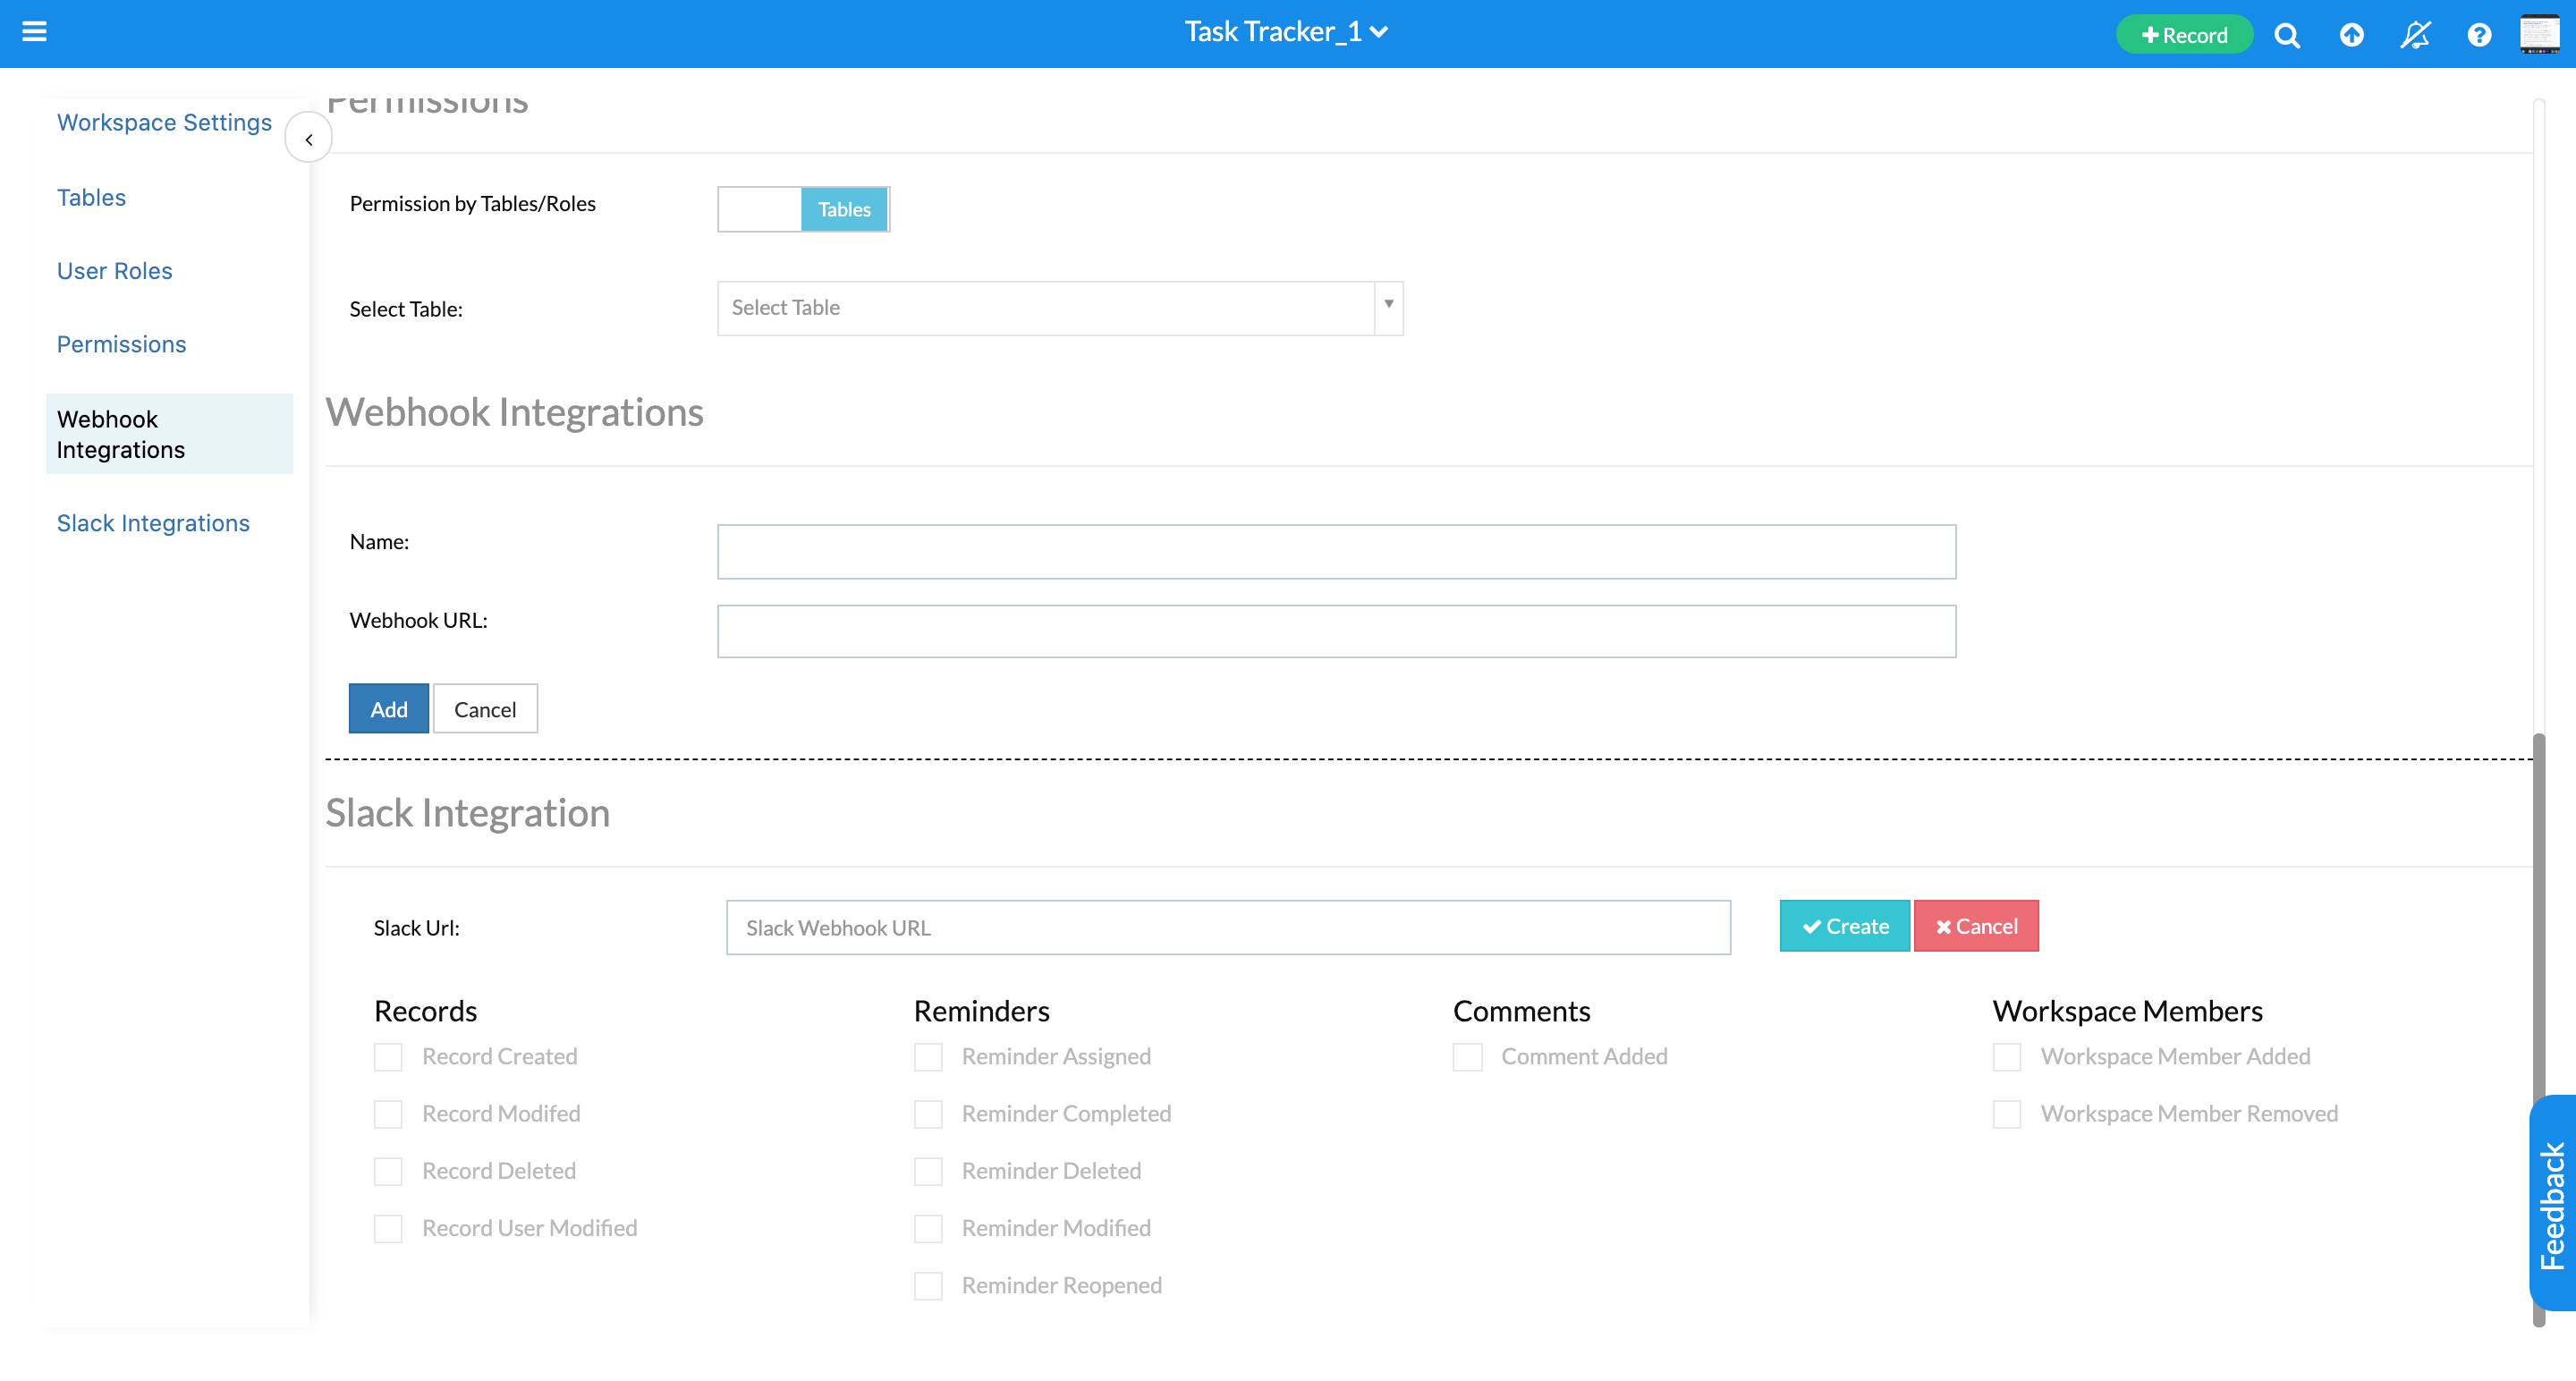 Task Tracker_1
Record
Workspace Settings
Tables
User Roles
Permissions
Webhook
Integrations
Slack Integrations
Permissions
Permission by Tables/Roles
Tables
Select Table:
Select Table
Webhook Integrations
Name:
Webhook URL:
Add
Cancel
Slack Integration
Slack Url:
Slack Webhook URL
Create
Cancel
Records
Record Created
Record Modifed
Record Deleted
Record User Modified
Reminders
Reminder Assigned
Reminder Completed
Reminder Deleted
Reminder Modified
Reminder Reopened
Comments
Comment Added
Workspace Members
Workspace Member Added
Workspace Member Removed
Feedback